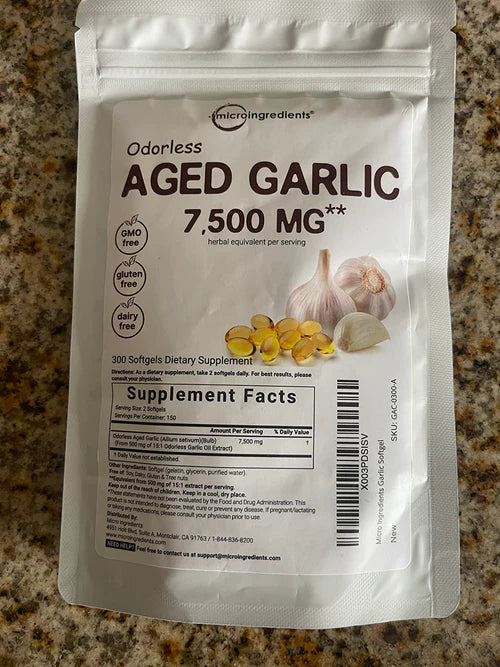 microingredients®
Odorless
AGED GARLIC
7,500 MG**
herbal equivalent per serving
GMO
free
gluten
free
dairy
free
300 Softgels Dietary Supplement
Directions: As a dietary supplement, take 2 softgels daily. For best results, please
consult your physician.
Supplement Facts
Serving Size: 2 Softgels
Servings Per Container: 150
Amount Per Serving % Daily Value
Odorless Aged Garlic (Allium sativum)(Bulb) 7,500 mg †
(From 500 mg of 15:1 Odorless Garlic Oil Extract)
† Daily Value not established.
Other Ingredients: Softgel (gelatin, glycerin, purified water).
Free of: Soy, Dairy, Gluten & Tree nuts.
**Equivalent from 500 mg of 15:1 extract per serving.
Keep out of the reach of children. Keep in a cool, dry place.
*These statements have not been evaluated by the Food and Drug Administration. This
product is not intended to diagnose, treat, cure or prevent any disease. If pregnant/lactating
or taking any medications, please consult your physician prior to use.
Distributed By:
Micro Ingredients
4951 Holt Blvd, Suite A, Montclair, CA 91763 / 1-844-836-8200
www.microingredients.com
NEED HELP? Feel free to contact us at support@microingredients.com
X003PDSISV
Micro Ingredients Garlic Softgel
New
SKU: GAC-0300-A